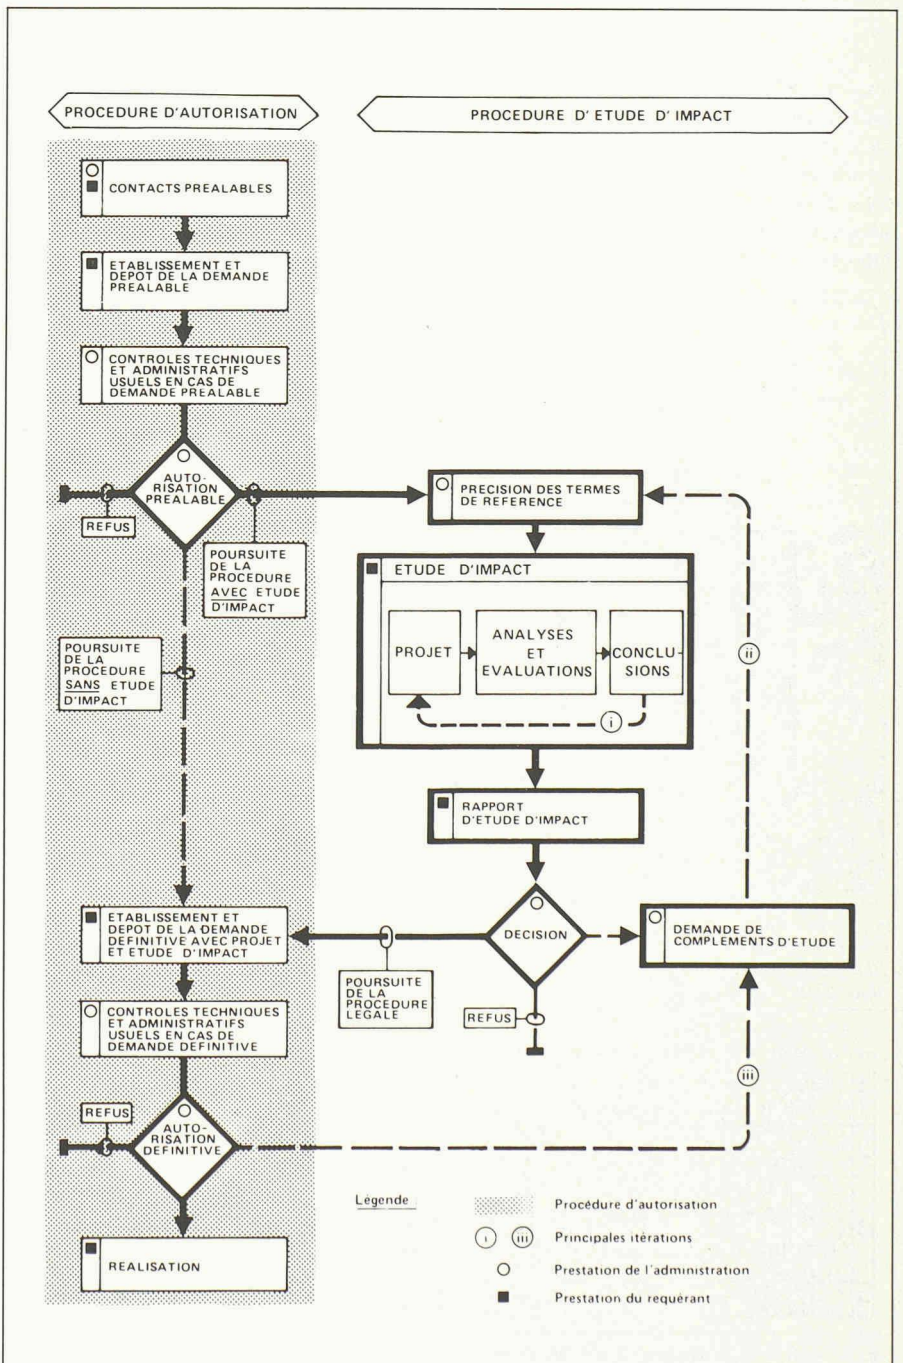 PROCEDURE D'AUTORISATION
PROCEDURE D'ETUDE D'IMPACT
CONTACTS PREALABLES
ETABLISSEMENT ET
DEPOT DE LA DEMANDE
PREALABLE
CONTROLES TECHNIQUES
ET ADMINISTRATIFS
USUELS EN CAS DE
DEMANDE PREALABLE
AUTO-
RISATION
PREALABLE
REFUS
POURSUITE
DE LA
PROCEDURE
AVEC ETUDE
D'IMPACT
POURSUITE
DE LA
PROCEDURE
SANS ETUDE
D'IMPACT
PRECISION DES TERMES
DE REFERENCE
ETUDE D'IMPACT
PROJET
ANALYSES
ET
EVALUATIONS
CONCLU-
SIONS
i
ii
RAPPORT
D'ETUDE D'IMPACT
DECISION
DEMANDE DE
COMPLEMENTS D'ETUDE
POURSUITE
DE LA
PROCEDURE
LEGALE
REFUS
iii
ETABLISSEMENT ET
DEPOT DE LA DEMANDE
DEFINITIVE AVEC PROJET
ET ETUDE D'IMPACT
CONTROLES TECHNIQUES
ET ADMINISTRATIFS
USUELS EN CAS DE
DEMANDE DEFINITIVE
REFUS
AUTO-
RISATION
DEFINITIVE
REALISATION
Légende
Procédure d'autorisation
i iii Principales itérations
Prestation de l'administration
Prestation du requérant